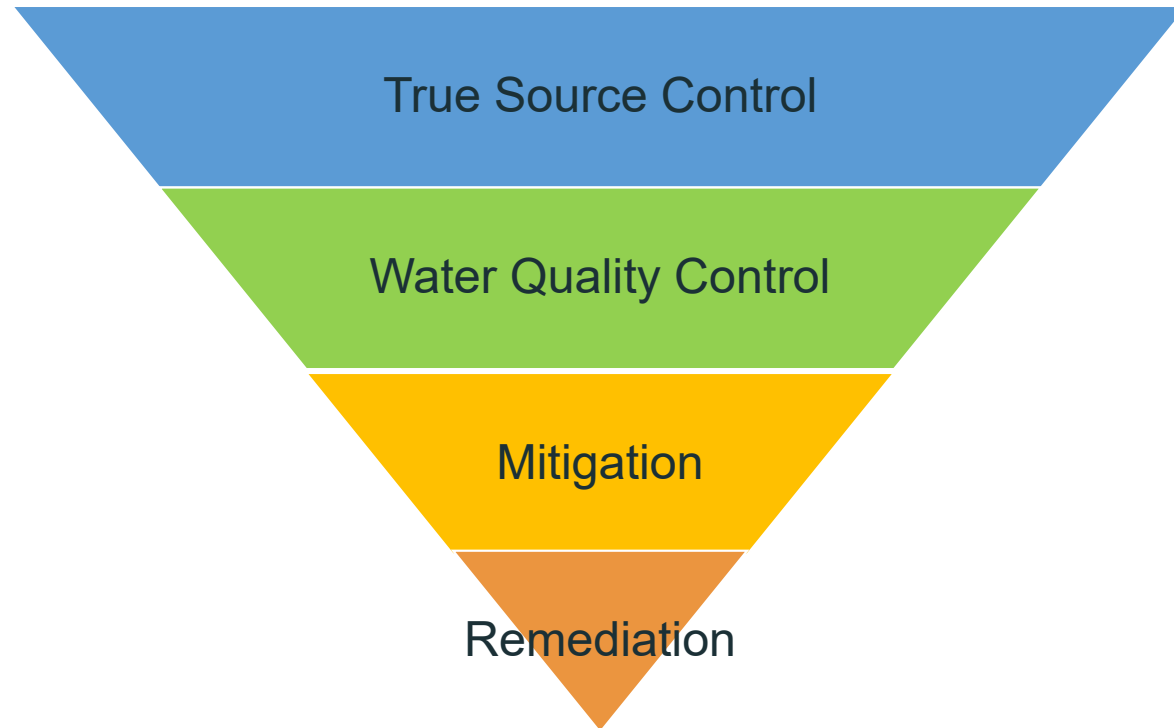 True Source Control
Water Quality Control
Mitigation
Remediation